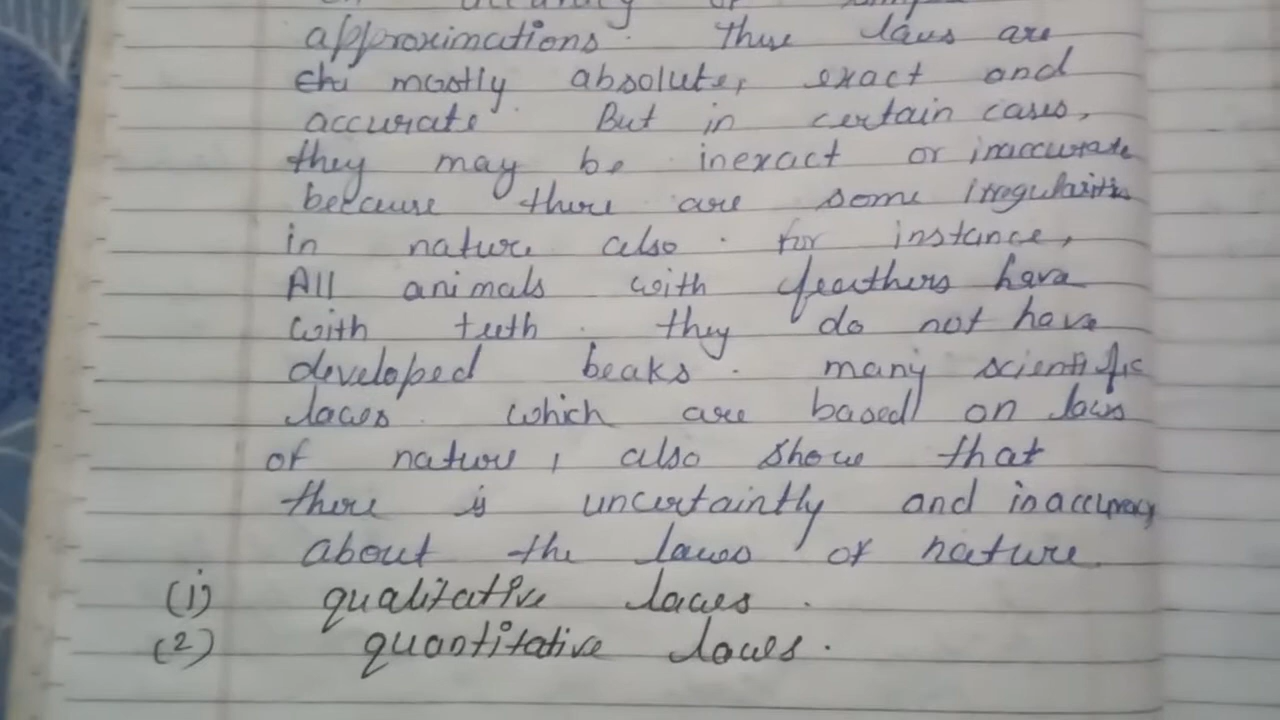 of
approximations. These laws are
mostly absolute, exact and
accurate. But in certain cases,
they may be inexact or inaccurate
because there are some irregularities
in nature also. for instance,
All animals with feathers have
with teeth. they do not have
developed beaks. many scientific
laws. which are based on laws
of nature, also show that
there is uncertaintly and inaccuracy
about the laws of nature.
(i) qualitative laws.
(2) quantitative laws.